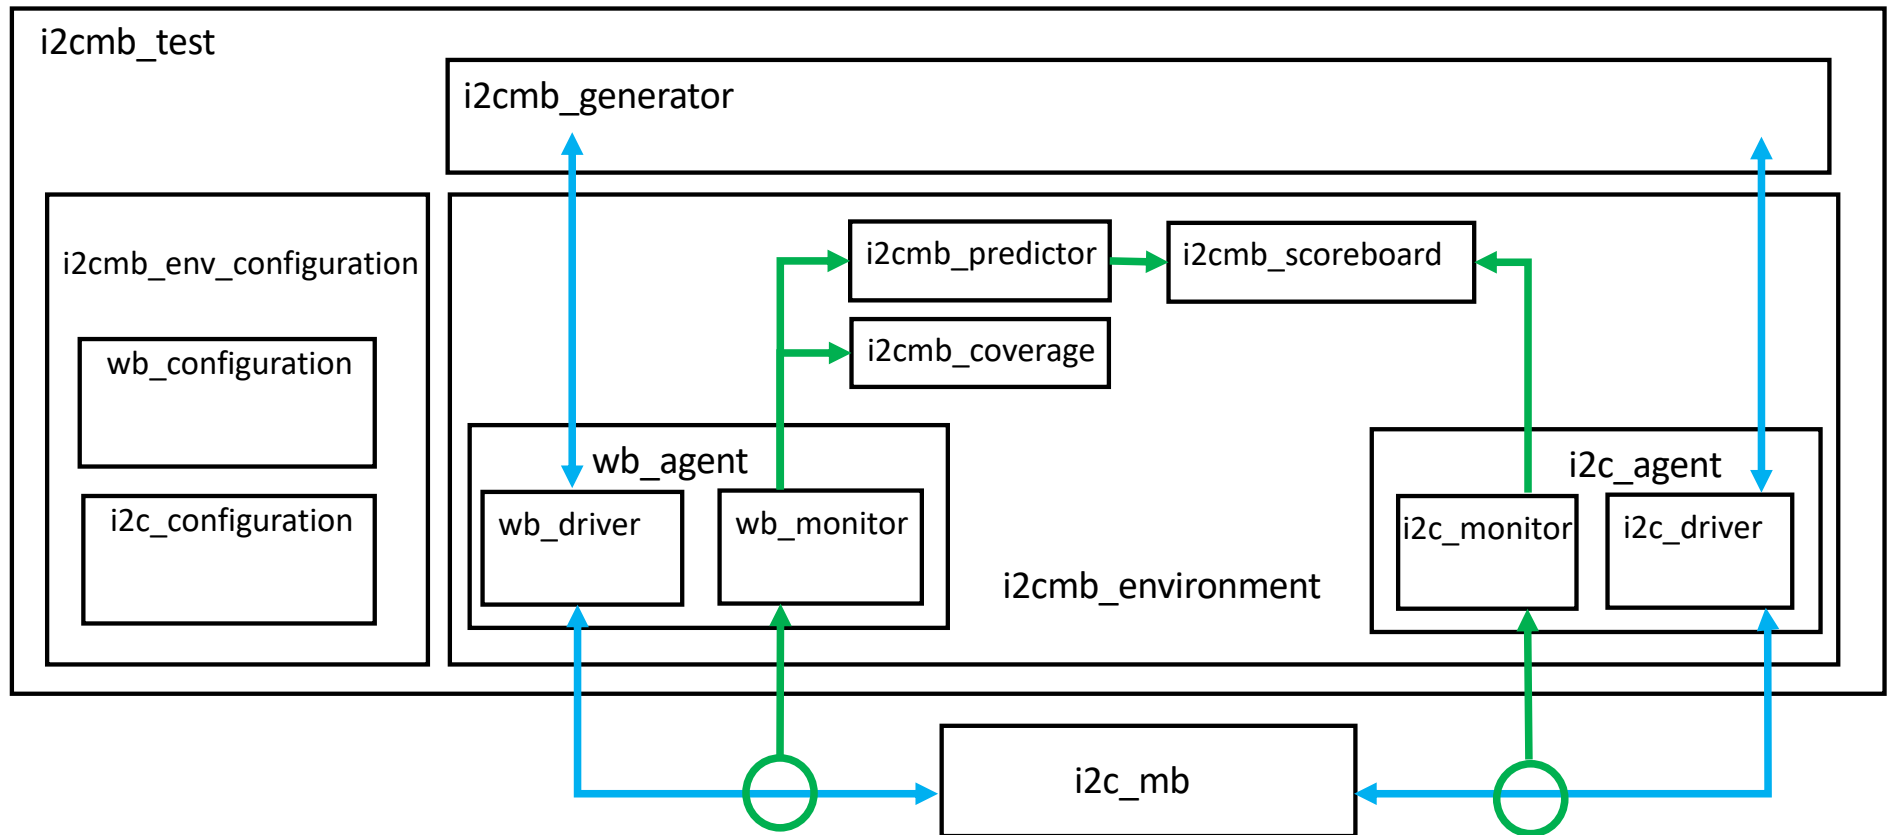 i2cmb_test
i2cmb_generator
i2cmb_env_configuration
wb_configuration
i2c_configuration
i2cmb_predictor
i2cmb_scoreboard
i2cmb_coverage
wb_agent
wb_driver
wb_monitor
i2cmb_environment
i2c_agent
i2c_monitor
i2c_driver
i2c_mb